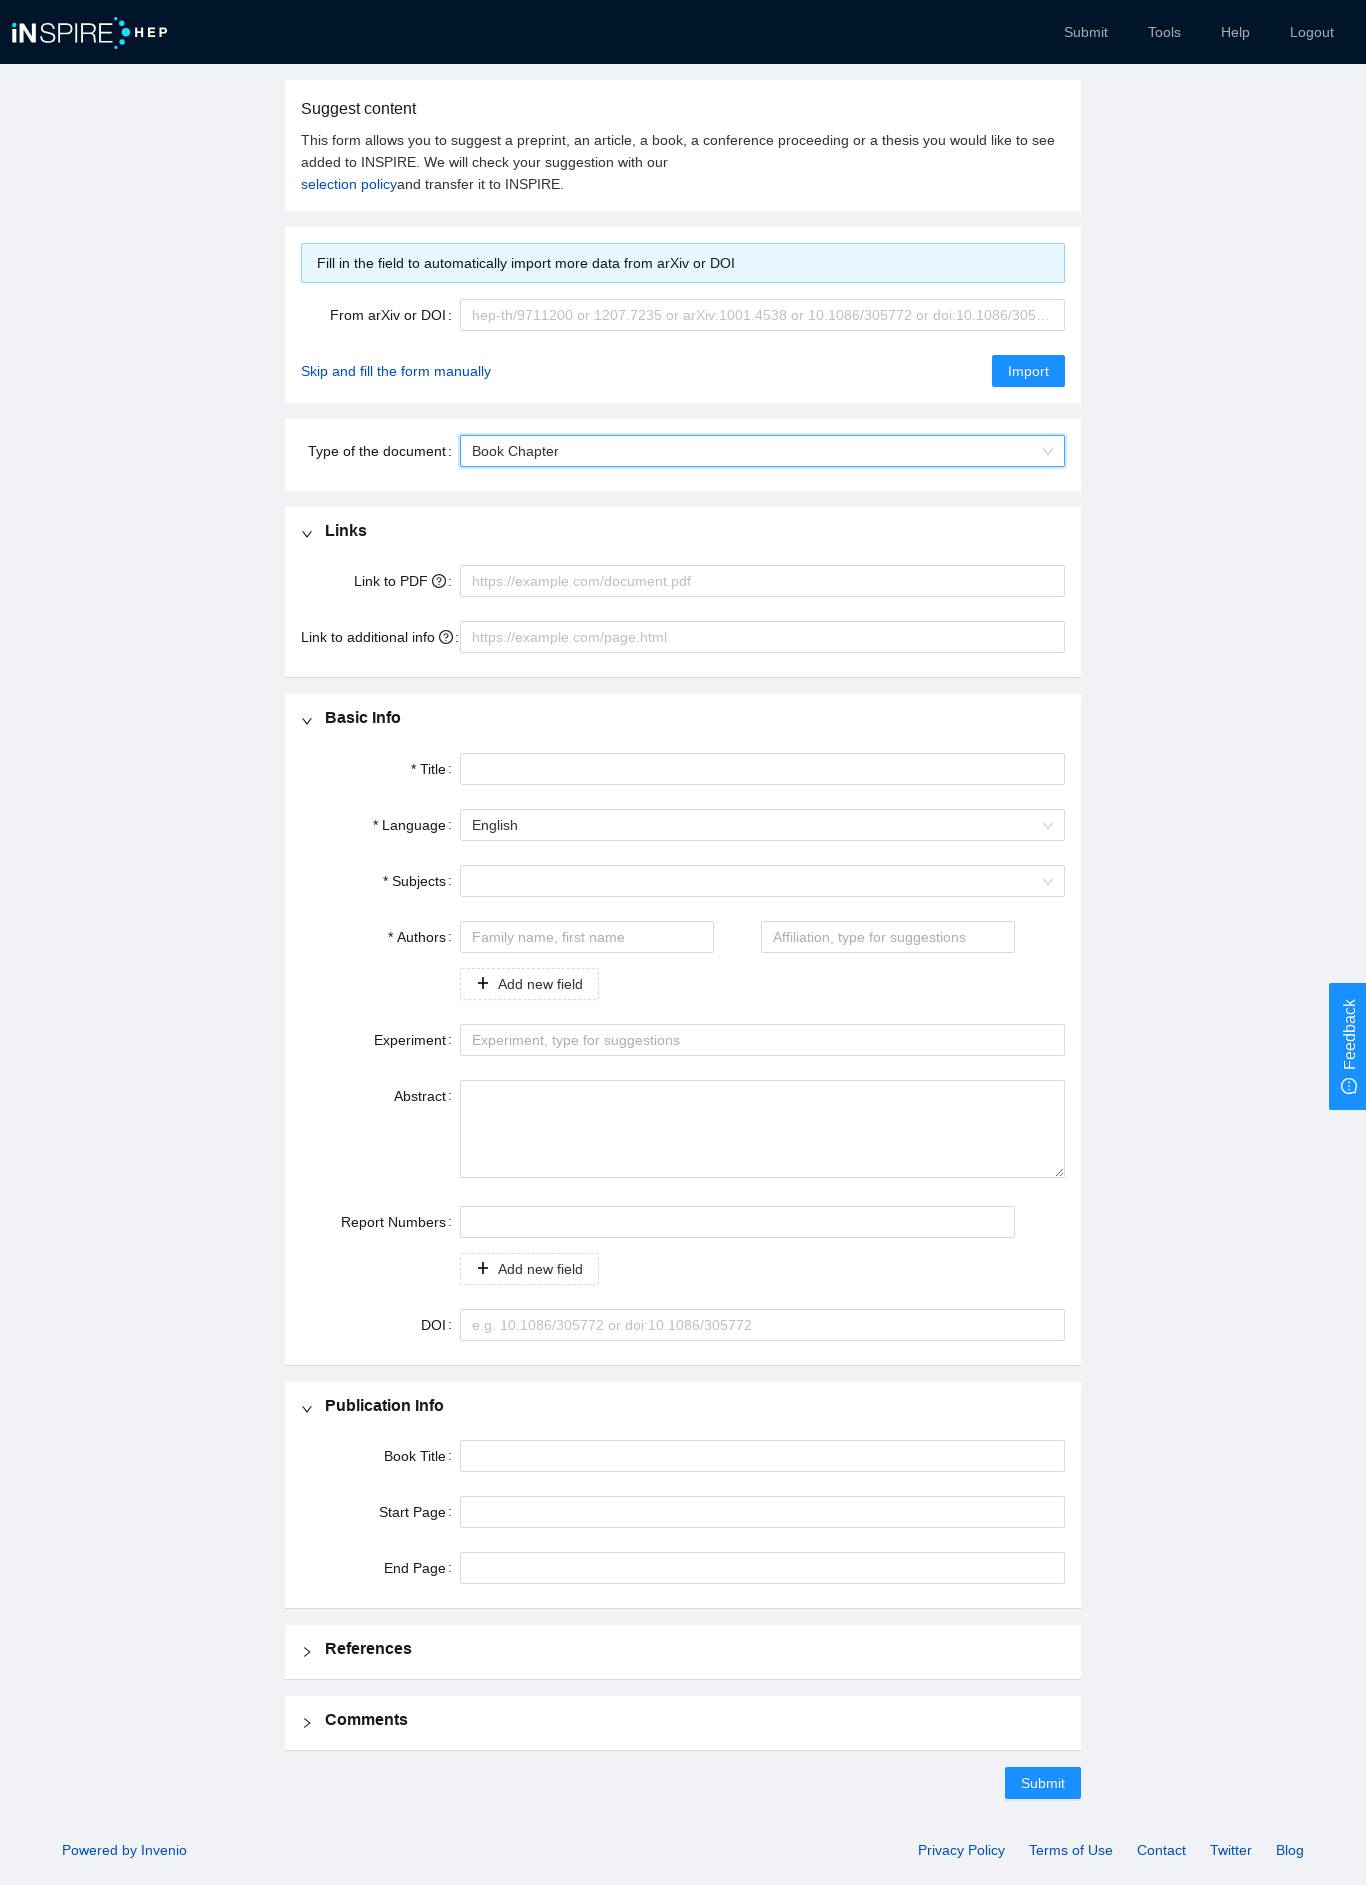 iNSPIRE HEP
Submit Tools Help Logout
Suggest content
This form allows you to suggest a preprint, an article, a book, a conference proceeding or a thesis you would like to see
added to INSPIRE. We will check your suggestion with our
selection policyand transfer it to INSPIRE.
Fill in the field to automatically import more data from arXiv or DOI
From arXiv or DOI: hep-th/9711200 or 1207.7235 or arXiv:1001.4538 or 10.1086/305772 or doi:10.1086/305...
Skip and fill the form manually Import
Type of the document: Book Chapter
Links
Link to PDF ?: https://example.com/document.pdf
Link to additional info ?: https://example.com/page.html
Basic Info
* Title:
* Language: English
* Subjects:
* Authors: Family name, first name Affiliation, type for suggestions
+ Add new field
Experiment: Experiment, type for suggestions
Feedback
Abstract:
Report Numbers:
+ Add new field
DOI: e.g. 10.1086/305772 or doi:10.1086/305772
Publication Info
Book Title:
Start Page:
End Page:
References
Comments
Submit
Powered by Invenio Privacy Policy Terms of Use Contact Twitter Blog